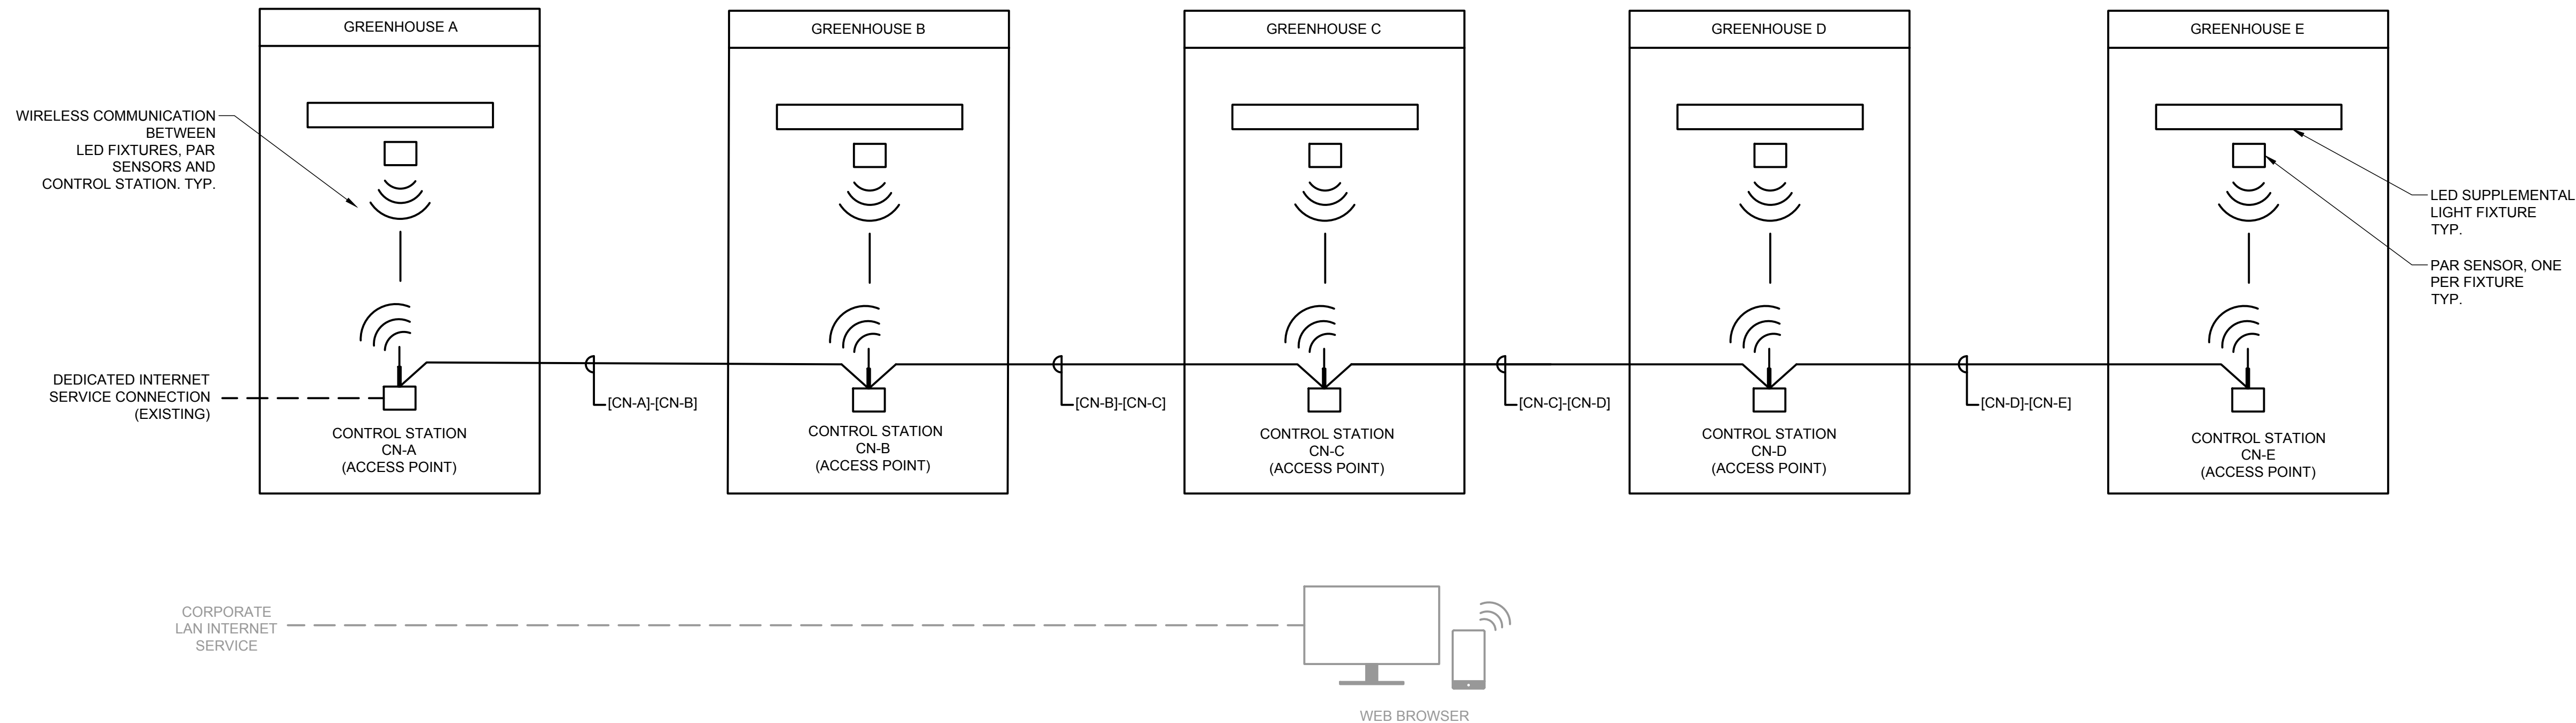 GREENHOUSE A
GREENHOUSE B
GREENHOUSE C
GREENHOUSE D
GREENHOUSE E
WIRELESS COMMUNICATION
BETWEEN
LED FIXTURES, PAR
SENSORS AND
CONTROL STATION. TYP.
LED SUPPLEMENTAL
LIGHT FIXTURE
TYP.
PAR SENSOR, ONE
PER FIXTURE
TYP.
DEDICATED INTERNET
SERVICE CONNECTION
(EXISTING)
[CN-A]-[CN-B]
[CN-B]-[CN-C]
[CN-C]-[CN-D]
[CN-D]-[CN-E]
CONTROL STATION
CN-A
(ACCESS POINT)
CONTROL STATION
CN-B
(ACCESS POINT)
CONTROL STATION
CN-C
(ACCESS POINT)
CONTROL STATION
CN-D
(ACCESS POINT)
CONTROL STATION
CN-E
(ACCESS POINT)
CORPORATE
LAN INTERNET
SERVICE
WEB BROWSER